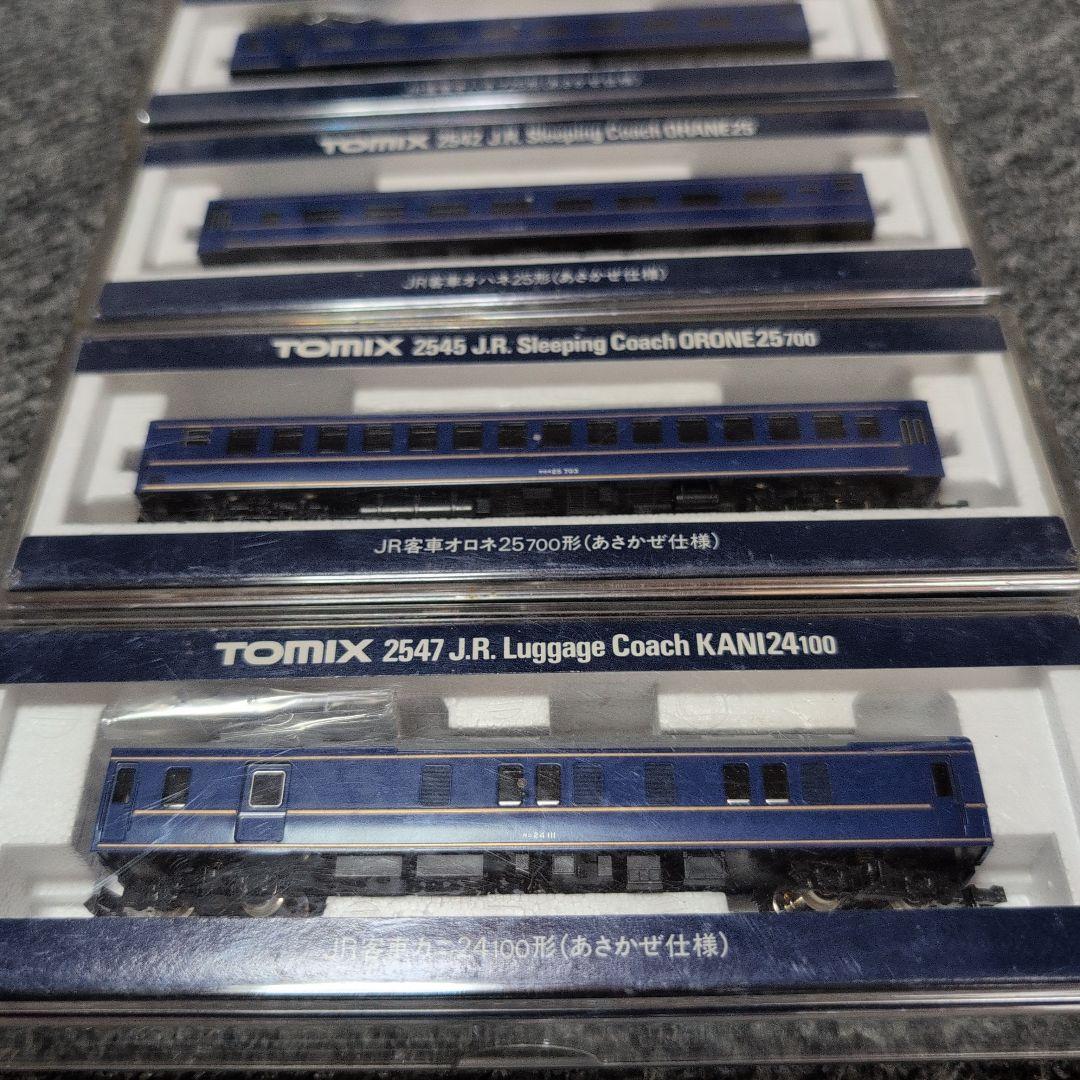 TOMIX 2542 J.R. Sleeping Coach OHANE25
JR客車オハネ25形(あさかぜ仕様)
TOMIX 2545 J.R. Sleeping Coach ORONE25700
オロネ25 703
JR客車オロネ25700形(あさかぜ仕様)
TOMIX 2547 J.R. Luggage Coach KANI24100
カニ24 111
JR客車カニ24100形(あさかぜ仕様)